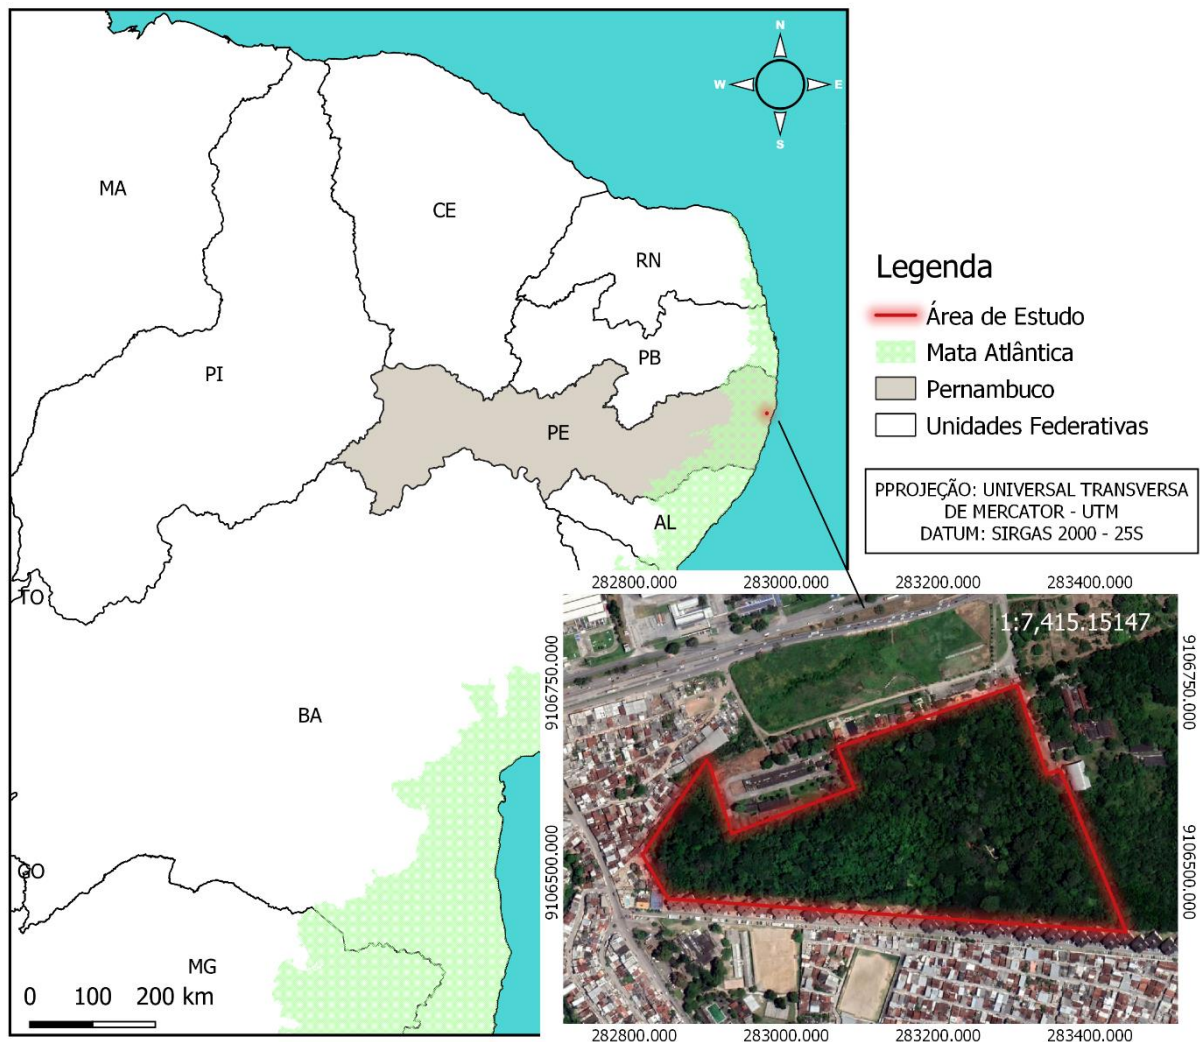 N
W
E
S
MA
CE
RN
PB
PI
PE
AL
TO
BA
GO
MG
0 100 200 km
Legenda
Área de Estudo
Mata Atlântica
Pernambuco
Unidades Federativas
PPROJEÇÃO: UNIVERSAL TRANSVERSA
DE MERCATOR - UTM
DATUM: SIRGAS 2000 - 25S
282800.000 283000.000 283200.000 283400.000
1:7,415.15147
9106750.000
9106500.000
9106750.000
9106500.000
282800.000 283000.000 283200.000 283400.000